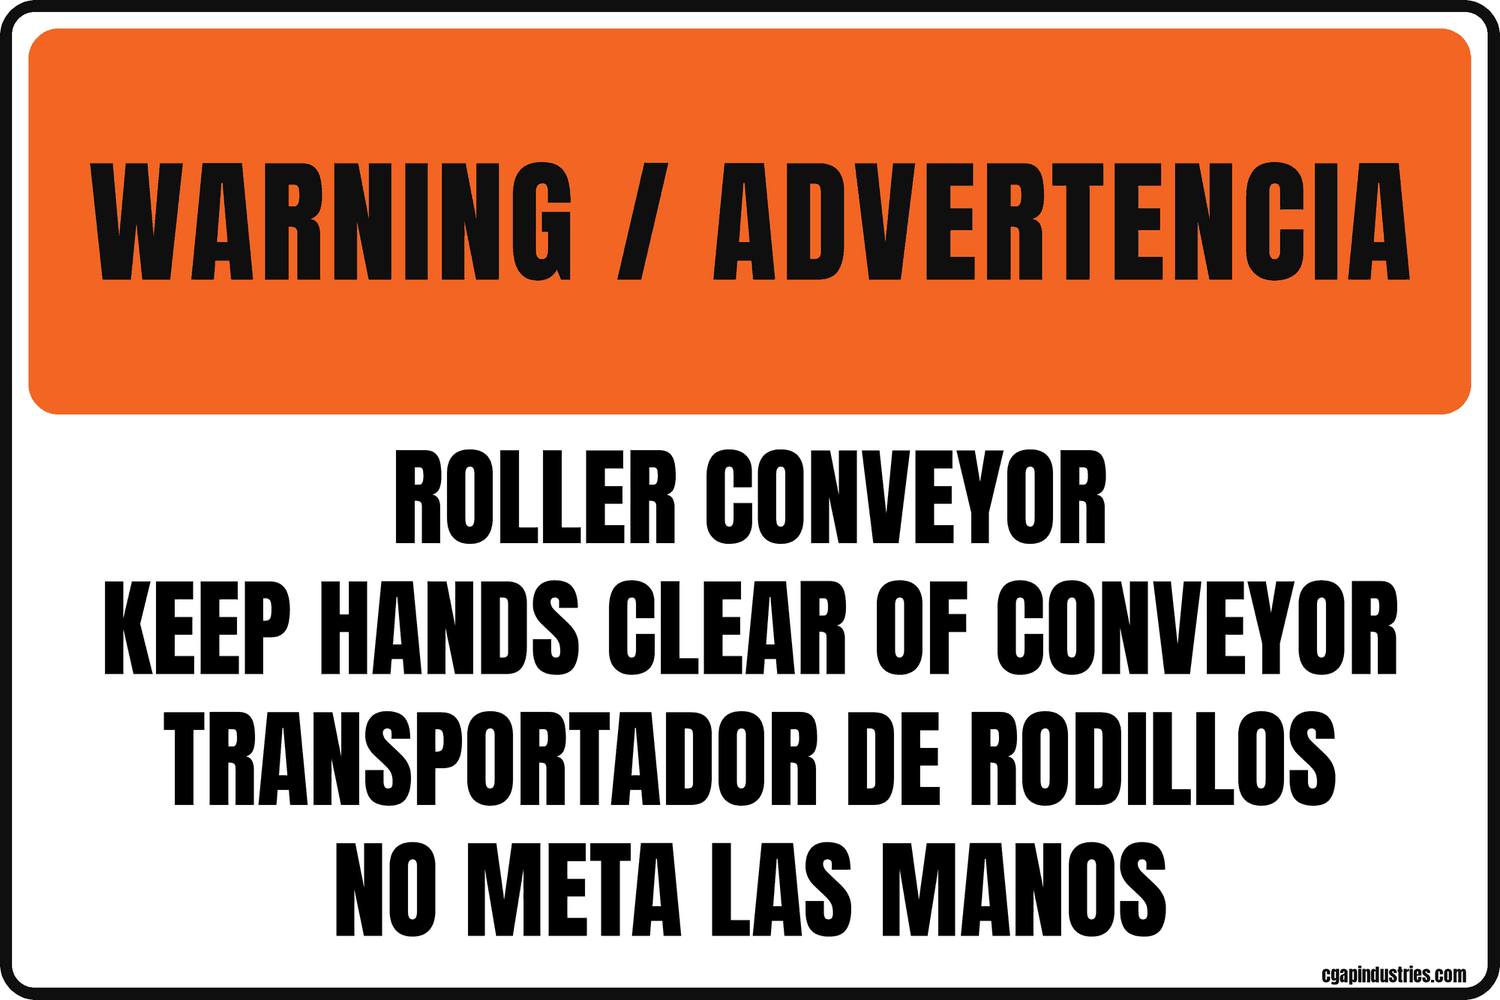 WARNING / ADVERTENCIA
ROLLER CONVEYOR
KEEP HANDS CLEAR OF CONVEYOR
TRANSPORTADOR DE RODILLOS
NO META LAS MANOS
cgapindustries.com